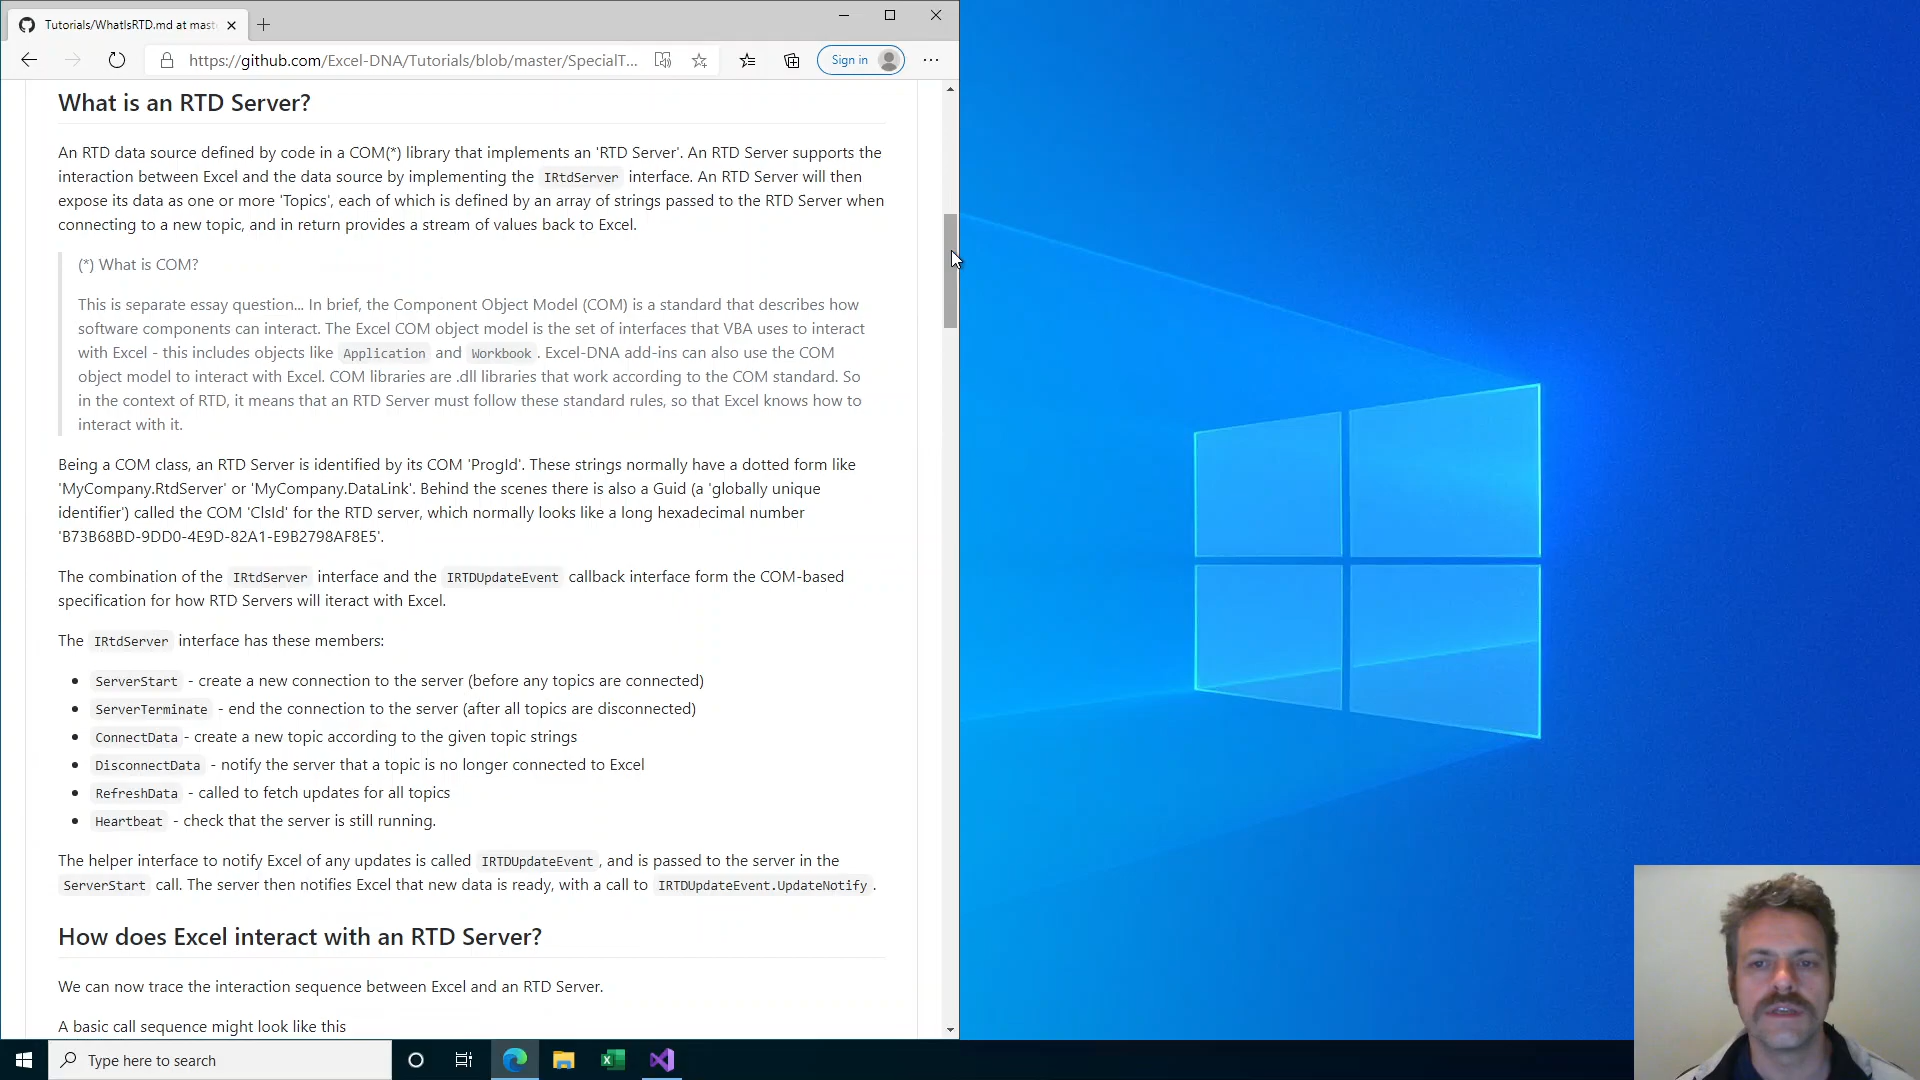 Tutorials/WhatIsRTD.md at mast
https://github.com/Excel-DNA/Tutorials/blob/master/SpecialT...
Sign in
What is an RTD Server?
An RTD data source defined by code in a COM(*) library that implements an 'RTD Server'. An RTD Server supports the
interaction between Excel and the data source by implementing the IRtdServer interface. An RTD Server will then
expose its data as one or more 'Topics', each of which is defined by an array of strings passed to the RTD Server when
connecting to a new topic, and in return provides a stream of values back to Excel.
(*) What is COM?
This is separate essay question... In brief, the Component Object Model (COM) is a standard that describes how
software components can interact. The Excel COM object model is the set of interfaces that VBA uses to interact
with Excel - this includes objects like Application and Workbook. Excel-DNA add-ins can also use the COM
object model to interact with Excel. COM libraries are .dll libraries that work according to the COM standard. So
in the context of RTD, it means that an RTD Server must follow these standard rules, so that Excel knows how to
interact with it.
Being a COM class, an RTD Server is identified by its COM 'ProgId'. These strings normally have a dotted form like
'MyCompany.RtdServer' or 'MyCompany.DataLink'. Behind the scenes there is also a Guid (a 'globally unique
identifier') called the COM 'ClsId' for the RTD server, which normally looks like a long hexadecimal number
'B73B68BD-9DD0-4E9D-82A1-E9B2798AF8E5'.
The combination of the IRtdServer interface and the IRTDUpdateEvent callback interface form the COM-based
specification for how RTD Servers will iteract with Excel.
The IRtdServer interface has these members:
ServerStart - create a new connection to the server (before any topics are connected)
ServerTerminate - end the connection to the server (after all topics are disconnected)
ConnectData - create a new topic according to the given topic strings
DisconnectData - notify the server that a topic is no longer connected to Excel
RefreshData - called to fetch updates for all topics
Heartbeat - check that the server is still running.
The helper interface to notify Excel of any updates is called IRTDUpdateEvent, and is passed to the server in the
ServerStart call. The server then notifies Excel that new data is ready, with a call to IRTDUpdateEvent.UpdateNotify.
How does Excel interact with an RTD Server?
We can now trace the interaction sequence between Excel and an RTD Server.
A basic call sequence might look like this
Type here to search